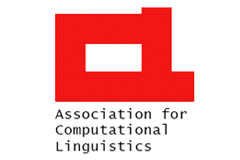 Association for
Computational
Linguistics